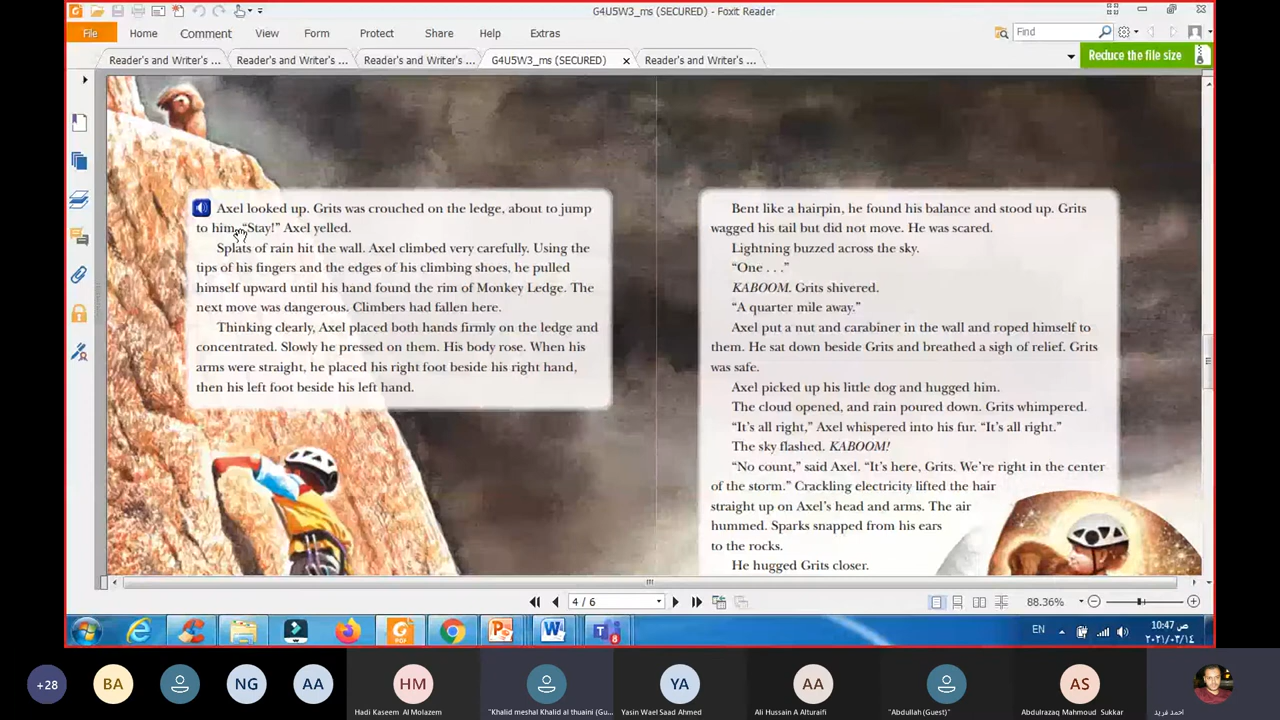 G4U5W3_ms (SECURED) - Foxit Reader
File Home Comment View Form Protect Share Help Extras
Find
Reader's and Writer's ... Reader's and Writer's ... Reader's and Writer's ... G4U5W3_ms (SECURED) Reader's and Writer's ...
Reduce the file size
Axel looked up. Grits was crouched on the ledge, about to jump
to him. “Stay!” Axel yelled.
Splats of rain hit the wall. Axel climbed very carefully. Using the
tips of his fingers and the edges of his climbing shoes, he pulled
himself upward until his hand found the rim of Monkey Ledge. The
next move was dangerous. Climbers had fallen here.
Thinking clearly, Axel placed both hands firmly on the ledge and
concentrated. Slowly he pressed on them. His body rose. When his
arms were straight, he placed his right foot beside his right hand,
then his left foot beside his left hand.
Bent like a hairpin, he found his balance and stood up. Grits
wagged his tail but did not move. He was scared.
Lightning buzzed across the sky.
“One . . .”
KABOOM. Grits shivered.
“A quarter mile away.”
Axel put a nut and carabiner in the wall and roped himself to
them. He sat down beside Grits and breathed a sigh of relief. Grits
was safe.
Axel picked up his little dog and hugged him.
The cloud opened, and rain poured down. Grits whimpered.
“It’s all right,” Axel whispered into his fur. “It’s all right.”
The sky flashed. KABOOM!
“No count,” said Axel. “It’s here, Grits. We’re right in the center
of the storm.” Crackling electricity lifted the hair
straight up on Axel’s head and arms. The air
hummed. Sparks snapped from his ears
to the rocks.
He hugged Grits closer.
4 / 6
88.36%
EN
10:47 ص
٢٠٢١/٠٣/١٤
8
+28 BA NG AA HM YA AA AS
Hadi Kaseem Al Molazem
"Khalid meshal Khalid al thuaini (Gu...
Yasin Wael Saad Ahmed
Ali Hussain A Alturaifi
"Abdullah (Guest)"
Abdulrazaq Mahmoud Sukkar
احمد فريد